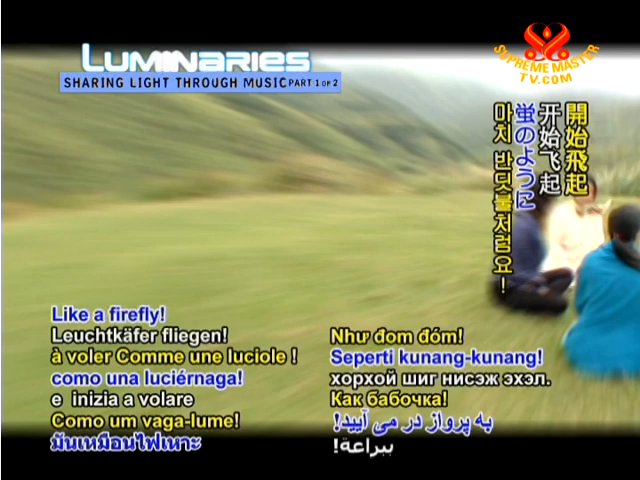 LUMINARIES
SHARING LIGHT THROUGH MUSIC PART 1 OF 2
SUPREME MASTER
TV.COM
開始飛起
开始飞起
蛍のように
마치 반딧불처럼요!
Like a firefly!
Leuchtkäfer fliegen!
à voler Comme une luciole !
como una luciérnaga!
e inizia a volare
Como um vaga-lume!
มันเหมือนไฟเหาะ
Như đom đóm!
Seperti kunang-kunang!
хорхой шиг нисэж эхэл.
Как бабочка!
به پرواز در می آیید!
ببراعة!